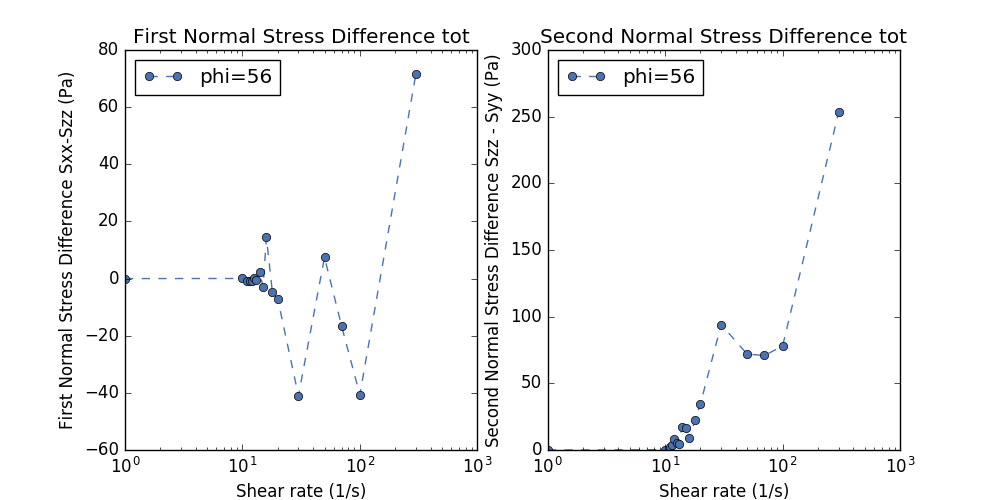 First Normal Stress Difference tot
80
60
40
20
0
−20
−40
−60
First Normal Stress Difference Sxx-Szz (Pa)
phi=56
10^0
10^1
10^2
10^3
Shear rate (1/s)
Second Normal Stress Difference tot
300
250
200
150
100
50
0
Second Normal Stress Difference Szz - Syy (Pa)
phi=56
10^0
10^1
10^2
10^3
Shear rate (1/s)